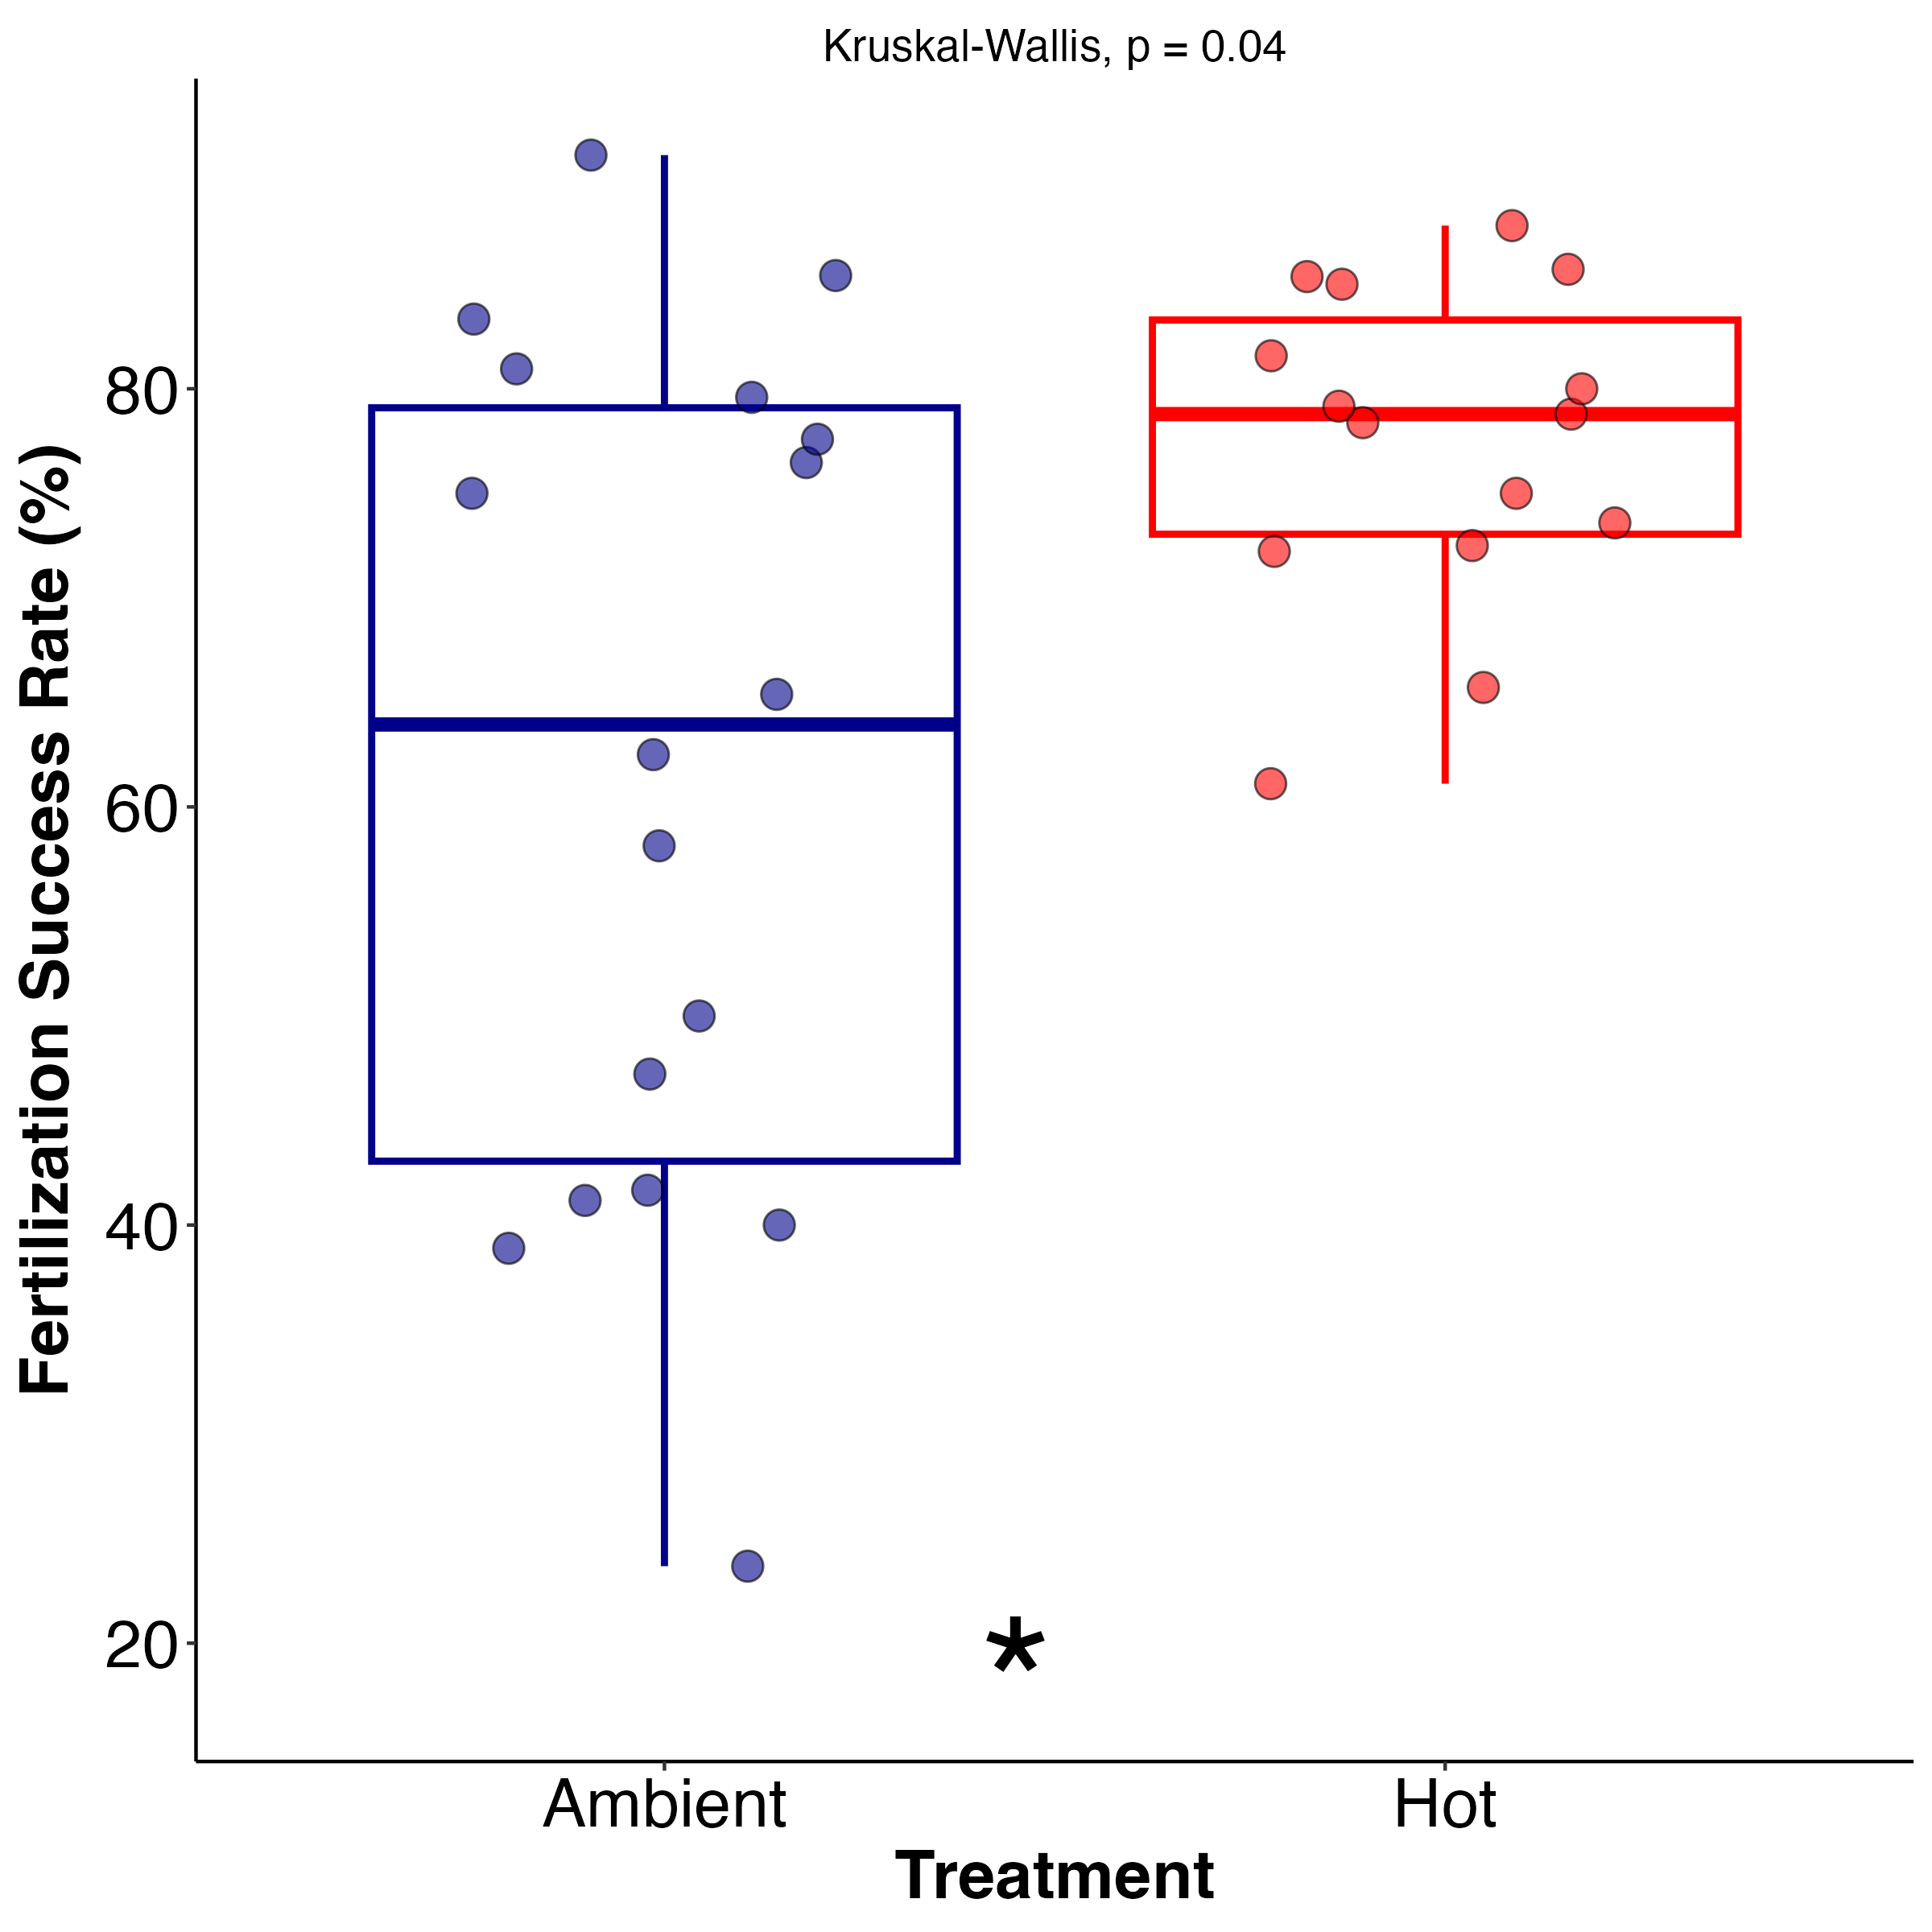 Kruskal-Wallis, p = 0.04
Fertilization Success Rate (%)
80
60
40
20
*
Ambient
Hot
Treatment